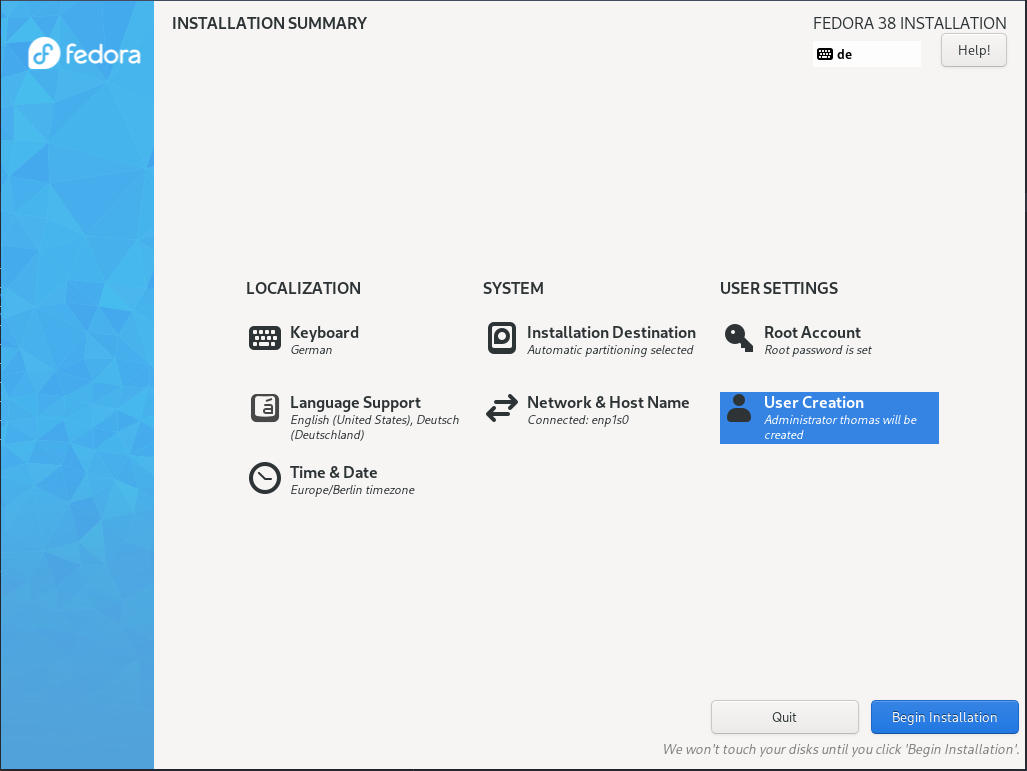 fedora
INSTALLATION SUMMARY
FEDORA 38 INSTALLATION
de
Help!
LOCALIZATION
Keyboard
German
Language Support
English (United States), Deutsch
(Deutschland)
Time & Date
Europe/Berlin timezone
SYSTEM
Installation Destination
Automatic partitioning selected
Network & Host Name
Connected: enp1s0
USER SETTINGS
Root Account
Root password is set
User Creation
Administrator thomas will be
created
Quit
Begin Installation
We won't touch your disks until you click 'Begin Installation'.